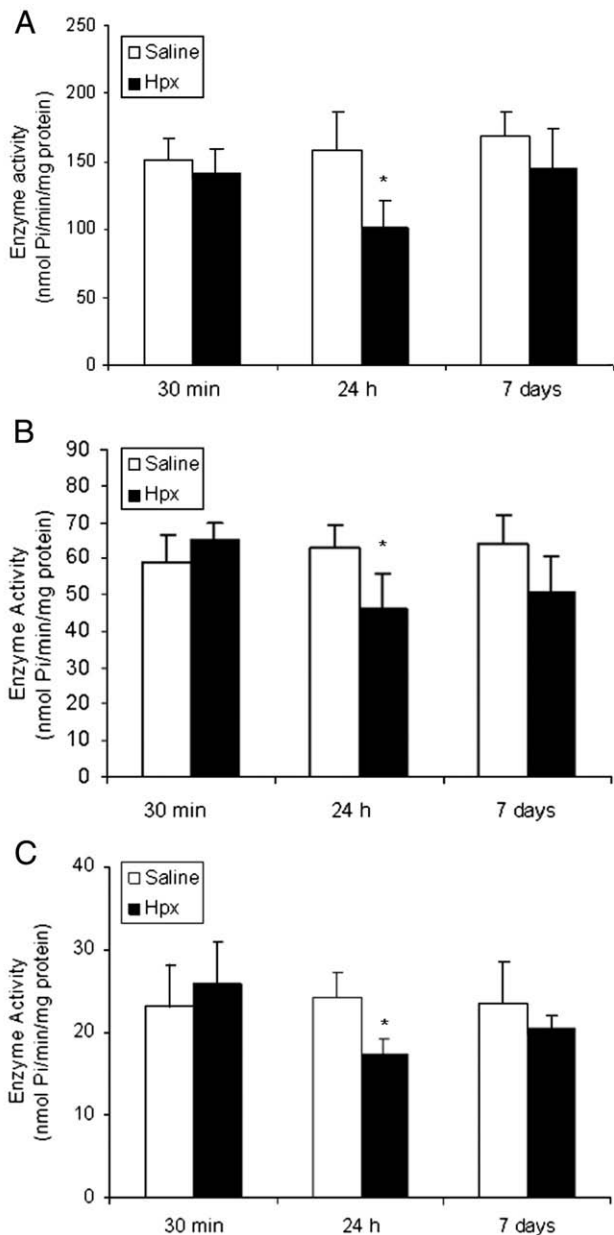 A
Saline
Hpx
Enzyme activity
(nmol Pi/min/mg protein)
250
200
150
100
50
0
*
30 min
24 h
7 days
B
Saline
Hpx
Enzyme Activity
(nmol Pi/min/mg protein)
90
80
70
60
50
40
30
20
10
0
*
30 min
24 h
7 days
C
Saline
Hpx
Enzyme Activity
(nmol Pi/min/mg protein)
40
30
20
10
0
*
30 min
24 h
7 days